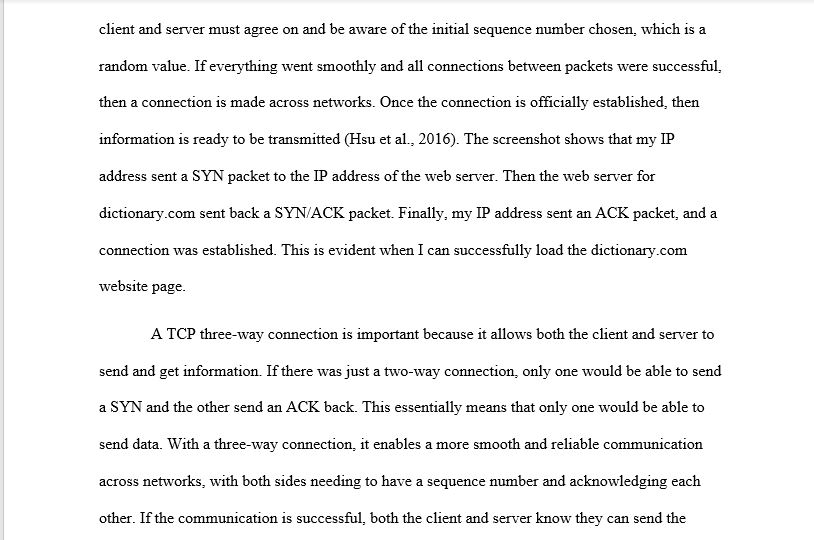 client and server must agree on and be aware of the initial sequence number chosen, which is a
random value. If everything went smoothly and all connections between packets were successful,
then a connection is made across networks. Once the connection is officially established, then
information is ready to be transmitted (Hsu et al., 2016). The screenshot shows that my IP
address sent a SYN packet to the IP address of the web server. Then the web server for
dictionary.com sent back a SYN/ACK packet. Finally, my IP address sent an ACK packet, and a
connection was established. This is evident when I can successfully load the dictionary.com
website page.
A TCP three-way connection is important because it allows both the client and server to
send and get information. If there was just a two-way connection, only one would be able to send
a SYN and the other send an ACK back. This essentially means that only one would be able to
send data. With a three-way connection, it enables a more smooth and reliable communication
across networks, with both sides needing to have a sequence number and acknowledging each
other. If the communication is successful, both the client and server know they can send the